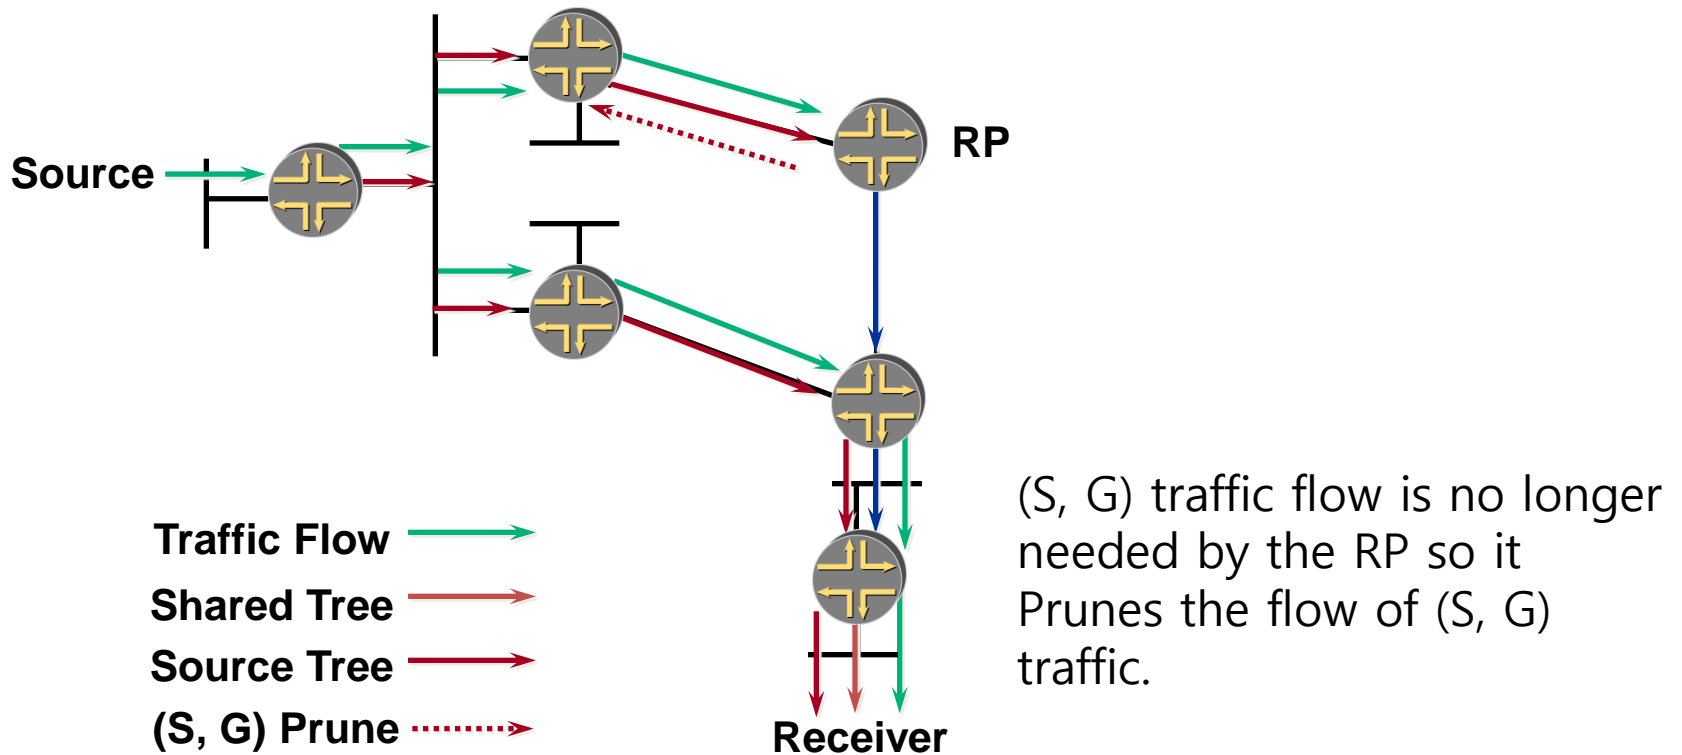 RP
Source
(S, G) traffic flow is no longer
needed by the RP so it
Prunes the flow of (S, G)
traffic.
Traffic Flow
Shared Tree
Source Tree
(S, G) Prune
Receiver